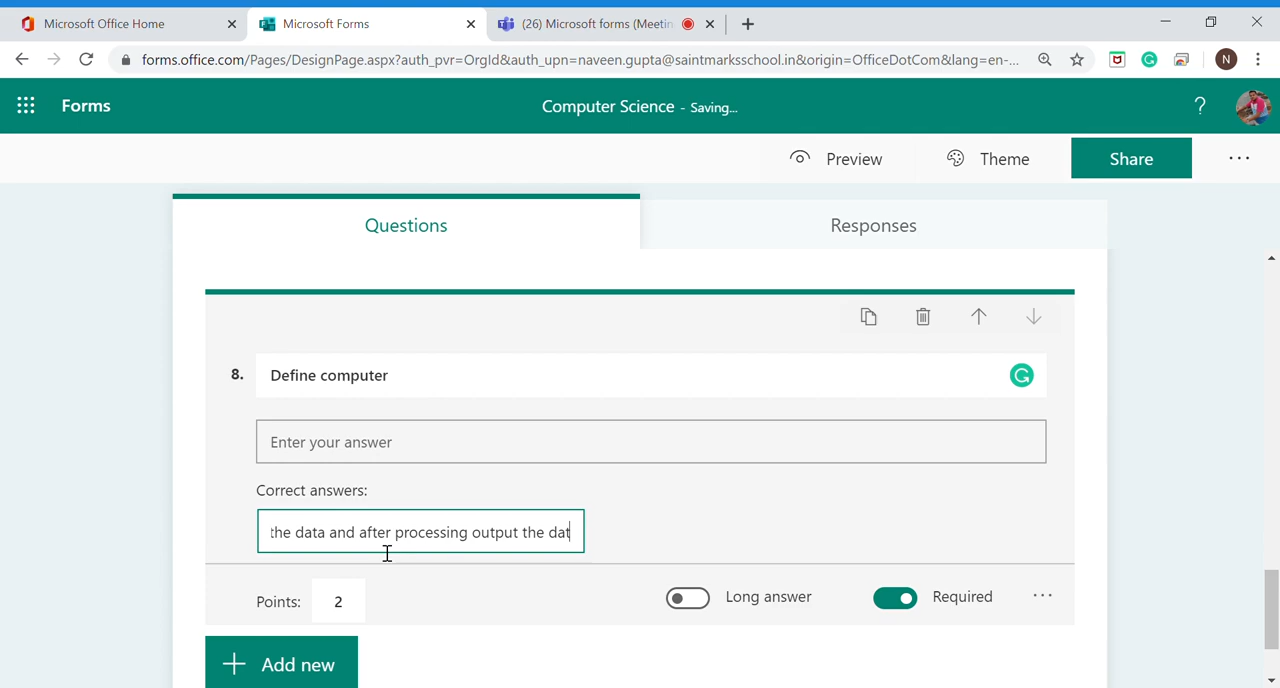 Microsoft Office Home
Microsoft Forms
(26) Microsoft forms (Meetin
forms.office.com/Pages/DesignPage.aspx?auth_pvr=OrgId&auth_upn=naveen.gupta@saintmarksschool.in&origin=OfficeDotCom&lang=en-...
N
Forms
Computer Science - Saving...
?
Preview
Theme
Share
...
Questions
Responses
8.
Define computer
Enter your answer
Correct answers:
the data and after processing output the dat
Points:
2
Long answer
Required
...
+ Add new